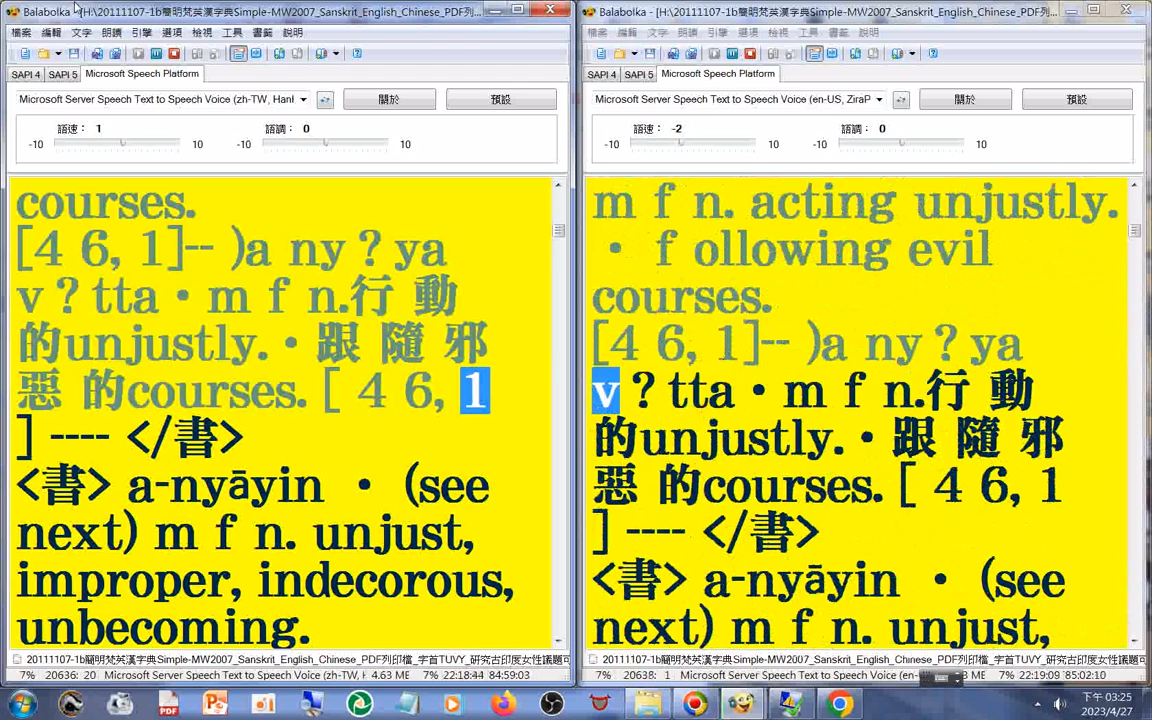 Balabolka - [H:\20111107-1b簡明梵英漢字典Simple-MW2007_Sanskrit_English_Chinese_PDF列...
檔案 編輯 文字 朗讀 引擎 選項 檢視 工具 書籤 說明
SAPI 4 SAPI 5 Microsoft Speech Platform
Microsoft Server Speech Text to Speech Voice (zh-TW, Hanl 關於 預設
語速： 1 語調： 0
-10 10 -10 10
courses.
[4 6, 1]-- )a ny？ya
v？tta・m f n.行 動
的unjustly.・跟 隨 邪
惡 的courses. [ 4 6, 1
] ---- </書>
<書> a-nyāyin ・ (see
next) m f n. unjust,
improper, indecorous,
unbecoming.
20111107-1b簡明梵英漢字典Simple-MW2007_Sanskrit_English_Chinese_PDF列印檔_字首TUVY_研究古印度女性議題可
7% 20636: 20 Microsoft Server Speech Text to Speech Voice (zh-TW, H 4.63 ME 7% 22:18:44 84:59:03
Balabolka - [H:\20111107-1b簡明梵英漢字典Simple-MW2007_Sanskrit_English_Chinese_PDF列...
檔案 編輯 文字 朗讀 引擎 選項 檢視 工具 書籤 說明
SAPI 4 SAPI 5 Microsoft Speech Platform
Microsoft Server Speech Text to Speech Voice (en-US, ZiraP 關於 預設
語速： -2 語調： 0
-10 10 -10 10
m f n. acting unjustly.
・ f ollowing evil
courses.
[4 6, 1]-- )a ny？ya
v？tta・m f n.行 動
的unjustly.・跟 隨 邪
惡 的courses. [ 4 6, 1
] ---- </書>
<書> a-nyāyin ・ (see
next) m f n. unjust,
20111107-1b簡明梵英漢字典Simple-MW2007_Sanskrit_English_Chinese_PDF列印檔_字首TUVY_研究古印度女性議題可
7% 20638: 1 Microsoft Server Speech Text to Speech Voice (en-US, 3 ME 7% 22:19:09 85:02:10
下午 03:25
2023/4/27